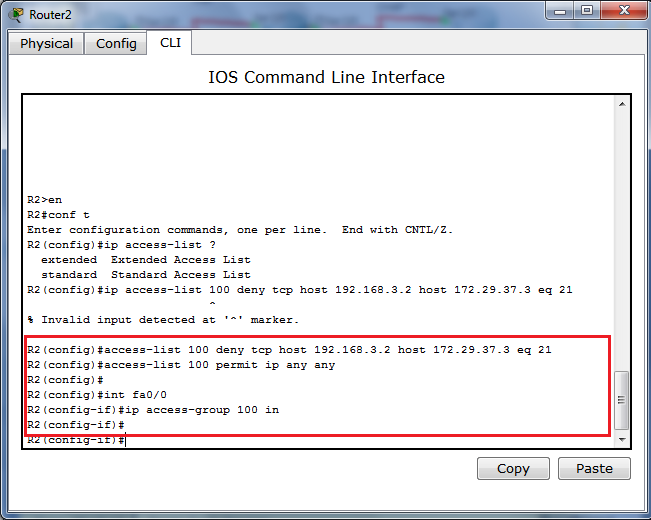 Router2
Physical Config CLI
IOS Command Line Interface
R2>en
R2#conf t
Enter configuration commands, one per line.  End with CNTL/Z.
R2(config)#ip access-list ?
  extended  Extended Access List
  standard  Standard Access List
R2(config)#ip access-list 100 deny tcp host 192.168.3.2 host 172.29.37.3 eq 21
                          ^
% Invalid input detected at '^' marker.
R2(config)#access-list 100 deny tcp host 192.168.3.2 host 172.29.37.3 eq 21
R2(config)#access-list 100 permit ip any any
R2(config)#
R2(config)#int fa0/0
R2(config-if)#ip access-group 100 in
R2(config-if)#
R2(config-if)#
Copy Paste